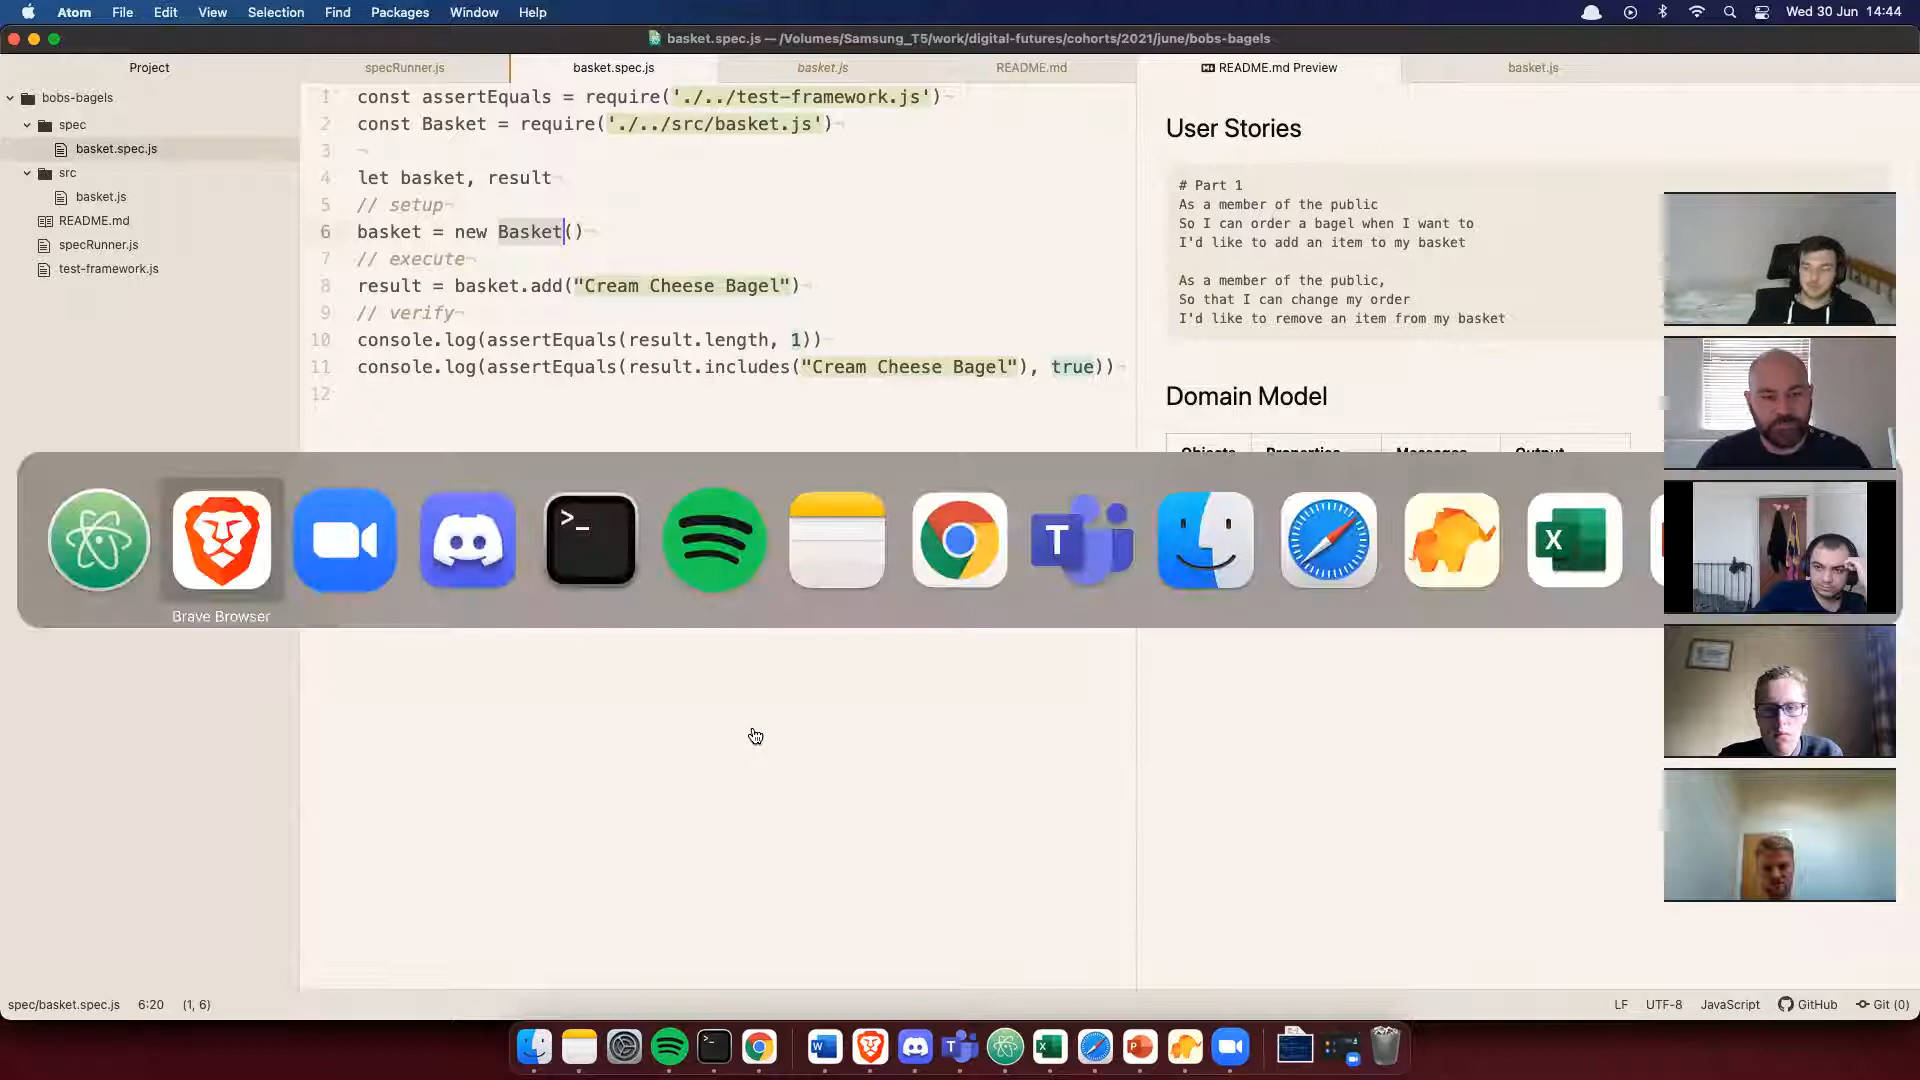 Atom File Edit View Selection Find Packages Window Help
Wed 30 Jun 14:44
basket.spec.js — /Volumes/Samsung_T5/work/digital-futures/cohorts/2021/june/bobs-bagels
Project
bobs-bagels
spec
basket.spec.js
src
basket.js
README.md
specRunner.js
test-framework.js
specRunner.js basket.spec.js basket.js README.md
1 const assertEquals = require('./../test-framework.js')
2 const Basket = require('./../src/basket.js')
3
4 let basket, result
5 // setup
6 basket = new Basket()
7 // execute
8 result = basket.add("Cream Cheese Bagel")
9 // verify
10 console.log(assertEquals(result.length, 1))
11 console.log(assertEquals(result.includes("Cream Cheese Bagel"), true))
12
README.md Preview basket.js
User Stories
# Part 1
As a member of the public
So I can order a bagel when I want to
I'd like to add an item to my basket
As a member of the public,
So that I can change my order
I'd like to remove an item from my basket
Domain Model
Objects Properties Messages Output
Brave Browser
spec/basket.spec.js 6:20 (1, 6)
LF UTF-8 JavaScript GitHub Git (0)